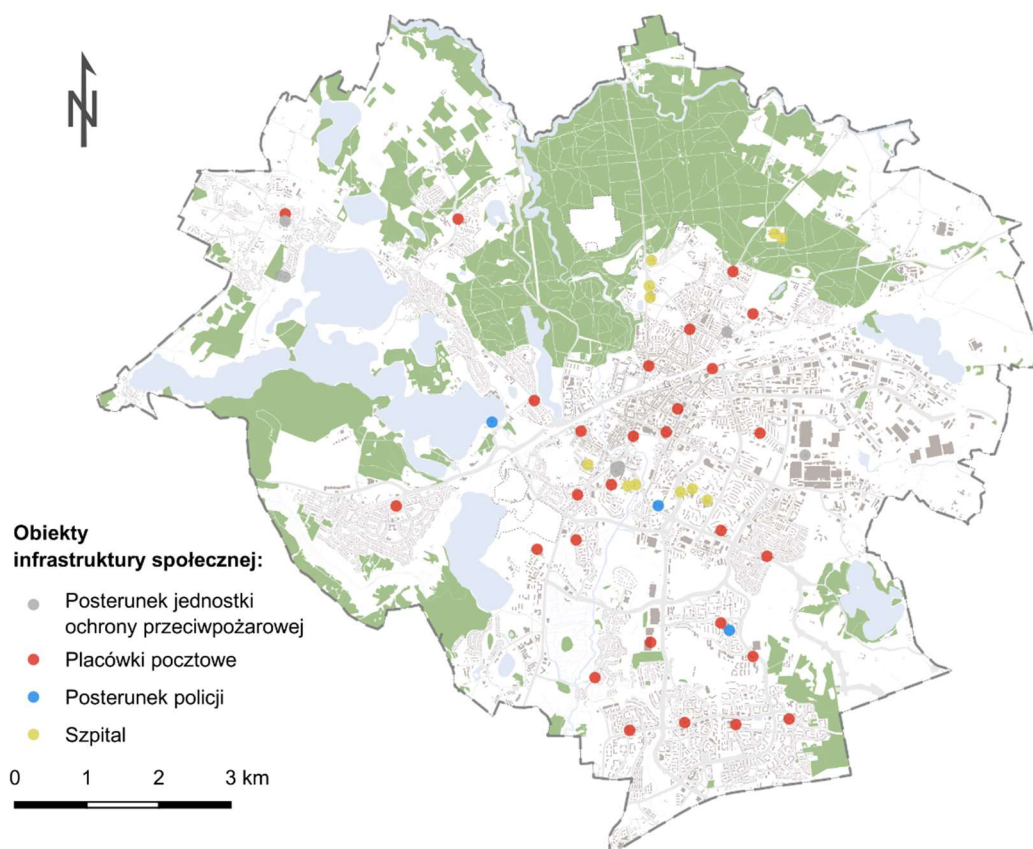 N
Obiekty
infrastruktury społecznej:
Posterunek jednostki
ochrony przeciwpożarowej
Placówki pocztowe
Posterunek policji
Szpital
0 1 2 3 km